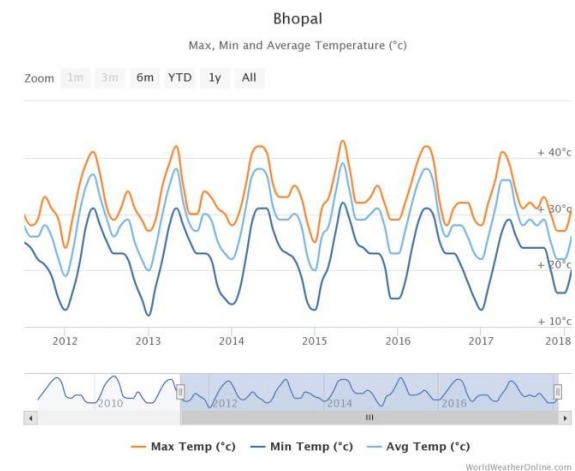 Bhopal
Max, Min and Average Temperature (°c)
Zoom 1m 3m 6m YTD 1y All
+ 40°c
+ 30°c
+ 20°c
+ 10°c
2012 2013 2014 2015 2016 2017 2018
2010 2012 2014 2016
Max Temp (°c) Min Temp (°c) Avg Temp (°c)
WorldWeatherOnline.com